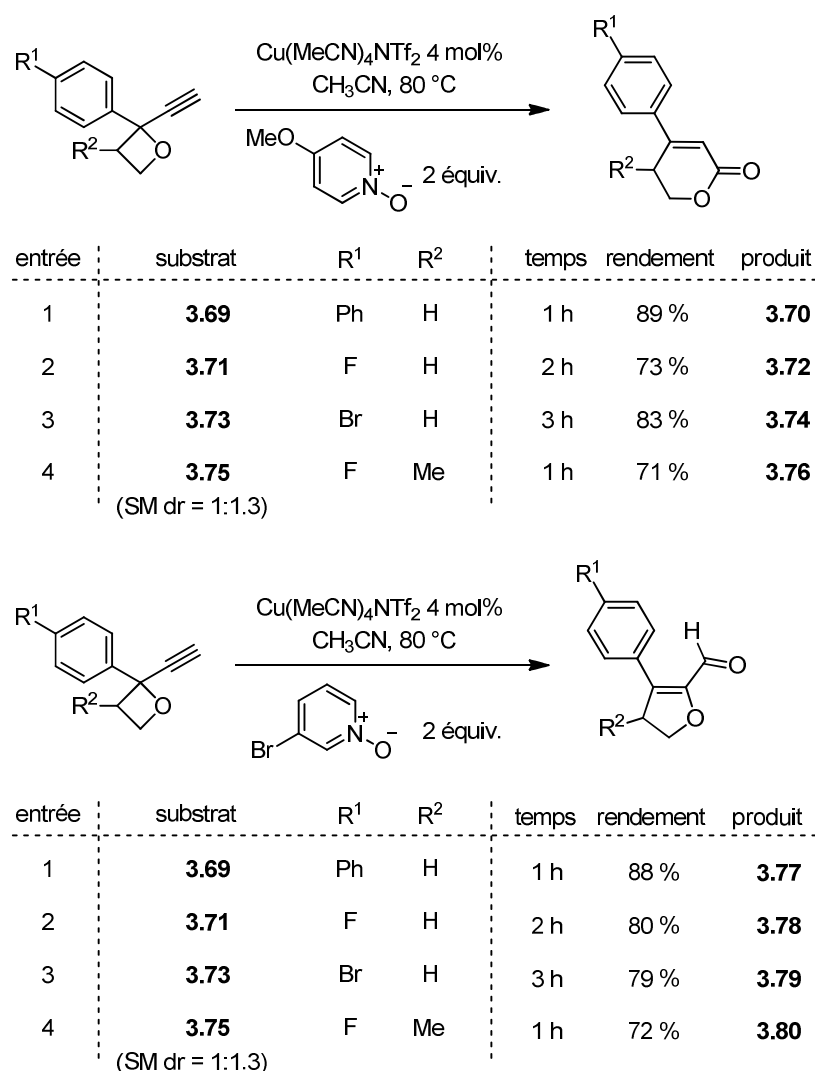 R1
R2
O
Cu(MeCN)4NTf2 4 mol%
CH3CN, 80 °C
MeO
N+
O−
2 équiv.
R1
R2
O
O
entrée substrat R1 R2 temps rendement produit
1 3.69 Ph H 1 h 89 % 3.70
2 3.71 F H 2 h 73 % 3.72
3 3.73 Br H 3 h 83 % 3.74
4 3.75 F Me 1 h 71 % 3.76
(SM dr = 1:1.3)
R1
R2
O
Cu(MeCN)4NTf2 4 mol%
CH3CN, 80 °C
Br
N+
O−
2 équiv.
R1
H
O
R2
O
entrée substrat R1 R2 temps rendement produit
1 3.69 Ph H 1 h 88 % 3.77
2 3.71 F H 2 h 80 % 3.78
3 3.73 Br H 3 h 79 % 3.79
4 3.75 F Me 1 h 72 % 3.80
(SM dr = 1:1.3)